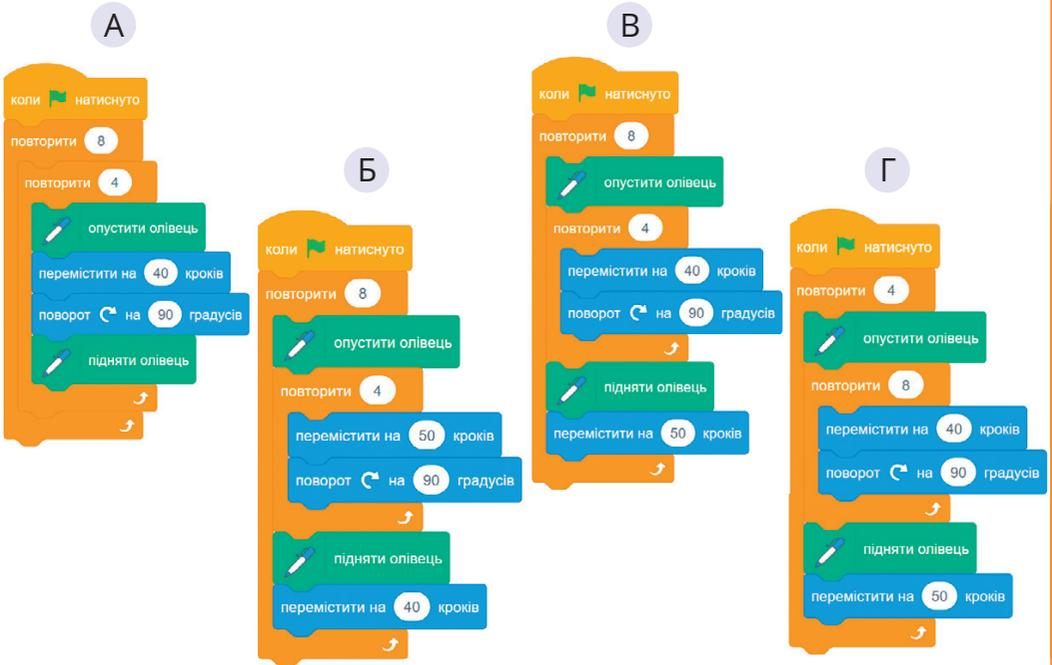 А
коли натиснуто
повторити 8
повторити 4
опустити олівець
перемістити на 40 кроків
поворот на 90 градусів
підняти олівець
Б
коли натиснуто
повторити 8
опустити олівець
повторити 4
перемістити на 50 кроків
поворот на 90 градусів
підняти олівець
перемістити на 40 кроків
В
коли натиснуто
повторити 8
опустити олівець
повторити 4
перемістити на 40 кроків
поворот на 90 градусів
підняти олівець
перемістити на 50 кроків
Г
коли натиснуто
повторити 4
опустити олівець
повторити 8
перемістити на 40 кроків
поворот на 90 градусів
підняти олівець
перемістити на 50 кроків